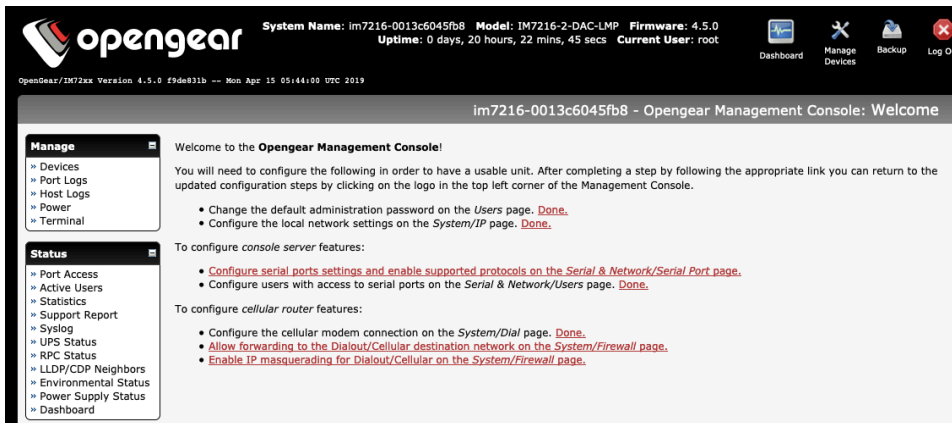 opengear
System Name: im7216-0013c6045fb8 Model: IM7216-2-DAC-LMP Firmware: 4.5.0
Uptime: 0 days, 20 hours, 22 mins, 45 secs Current User: root
Dashboard
Manage
Devices
Backup
Log O
OpenGear/IM72xx Version 4.5.0 f9de831b -- Mon Apr 15 05:44:00 UTC 2019
im7216-0013c6045fb8 - Opengear Management Console: Welcome
Manage
» Devices
» Port Logs
» Host Logs
» Power
» Terminal
Status
» Port Access
» Active Users
» Statistics
» Support Report
» Syslog
» UPS Status
» RPC Status
» LLDP/CDP Neighbors
» Environmental Status
» Power Supply Status
» Dashboard
Welcome to the Opengear Management Console!
You will need to configure the following in order to have a usable unit. After completing a step by following the appropriate link you can return to the
updated configuration steps by clicking on the logo in the top left corner of the Management Console.
• Change the default administration password on the Users page. Done.
• Configure the local network settings on the System/IP page. Done.
To configure console server features:
• Configure serial ports settings and enable supported protocols on the Serial & Network/Serial Port page.
• Configure users with access to serial ports on the Serial & Network/Users page. Done.
To configure cellular router features:
• Configure the cellular modem connection on the System/Dial page. Done.
• Allow forwarding to the Dialout/Cellular destination network on the System/Firewall page.
• Enable IP masquerading for Dialout/Cellular on the System/Firewall page.